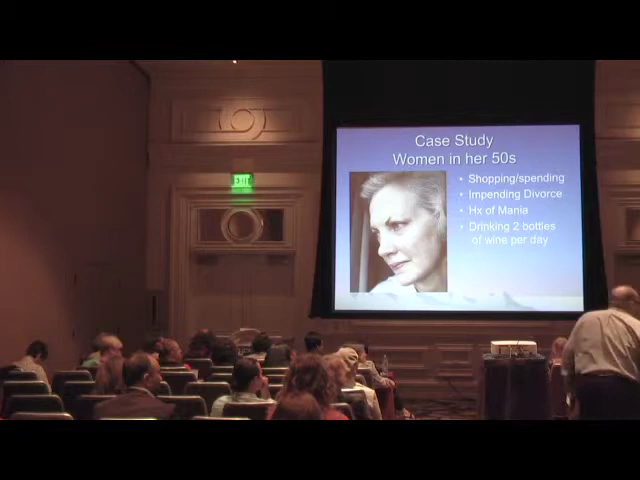 EXIT
Case Study
Women in her 50s
• Shopping/spending
• Impending Divorce
• Hx of Mania
• Drinking 2 bottles
of wine per day